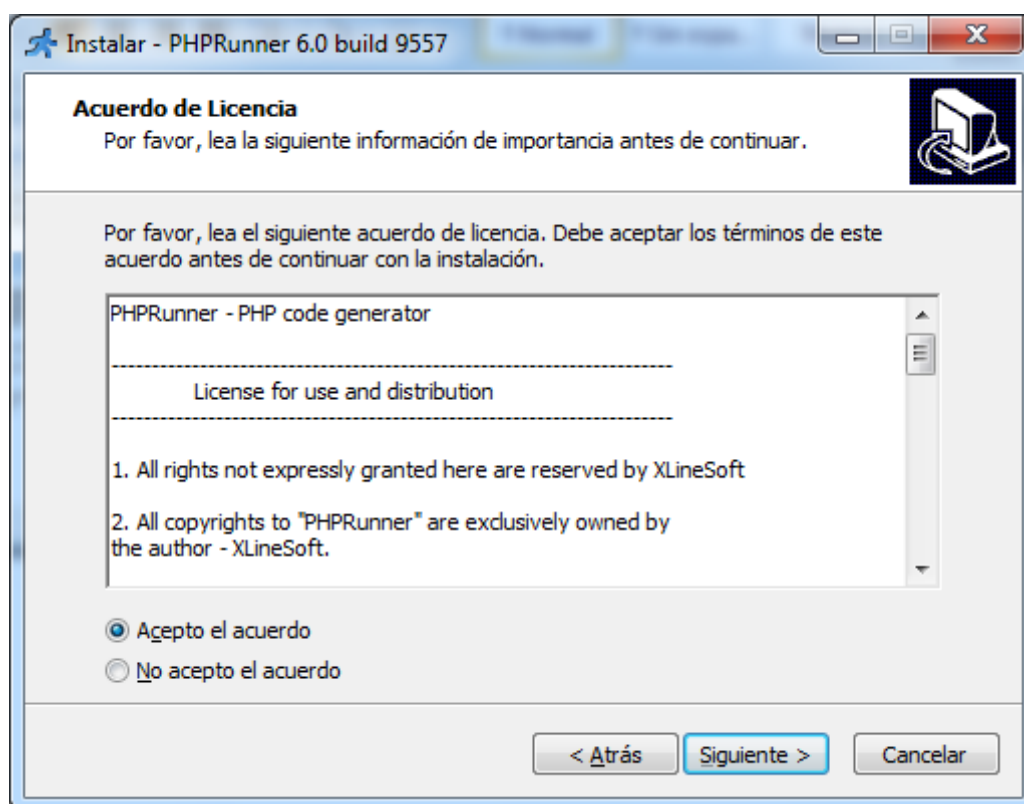 Instalar - PHPRunner 6.0 build 9557
Acuerdo de Licencia
Por favor, lea la siguiente información de importancia antes de continuar.
Por favor, lea el siguiente acuerdo de licencia. Debe aceptar los términos de este
acuerdo antes de continuar con la instalación.
PHPRunner - PHP code generator
----------------------------------------------------------------------
License for use and distribution
----------------------------------------------------------------------
1. All rights not expressly granted here are reserved by XLineSoft
2. All copyrights to "PHPRunner" are exclusively owned by
the author - XLineSoft.
Acepto el acuerdo
No acepto el acuerdo
< Atrás
Siguiente >
Cancelar